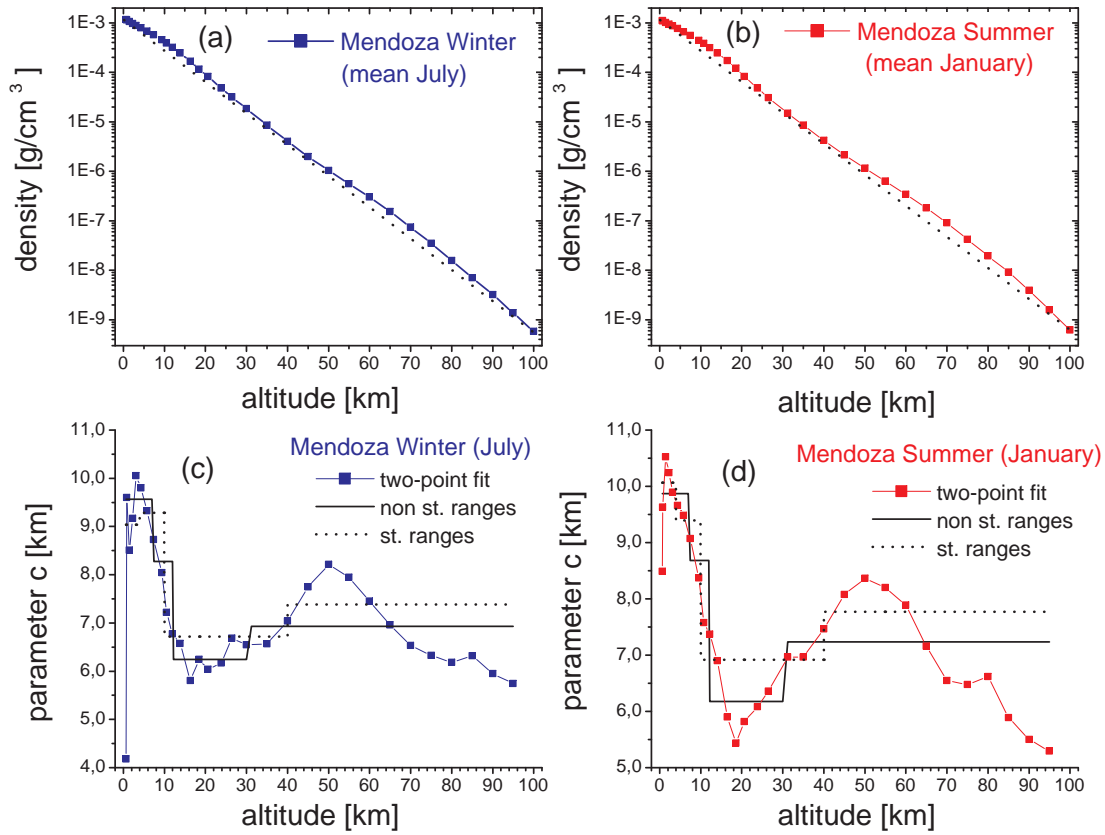 (a)
Mendoza Winter
(mean July)
density [g/cm³]
1E-3
1E-4
1E-5
1E-6
1E-7
1E-8
1E-9
0 10 20 30 40 50 60 70 80 90 100
altitude [km]
(b)
Mendoza Summer
(mean January)
density [g/cm³]
1E-3
1E-4
1E-5
1E-6
1E-7
1E-8
1E-9
0 10 20 30 40 50 60 70 80 90 100
altitude [km]
(c)
Mendoza Winter (July)
two-point fit
non st. ranges
st. ranges
parameter c [km]
11,0
10,0
9,0
8,0
7,0
6,0
5,0
4,0
0 10 20 30 40 50 60 70 80 90 100
altitude [km]
(d)
Mendoza Summer (January)
two-point fit
non st. ranges
st. ranges
parameter c [km]
11,0
10,0
9,0
8,0
7,0
6,0
5,0
0 10 20 30 40 50 60 70 80 90 100
altitude [km]